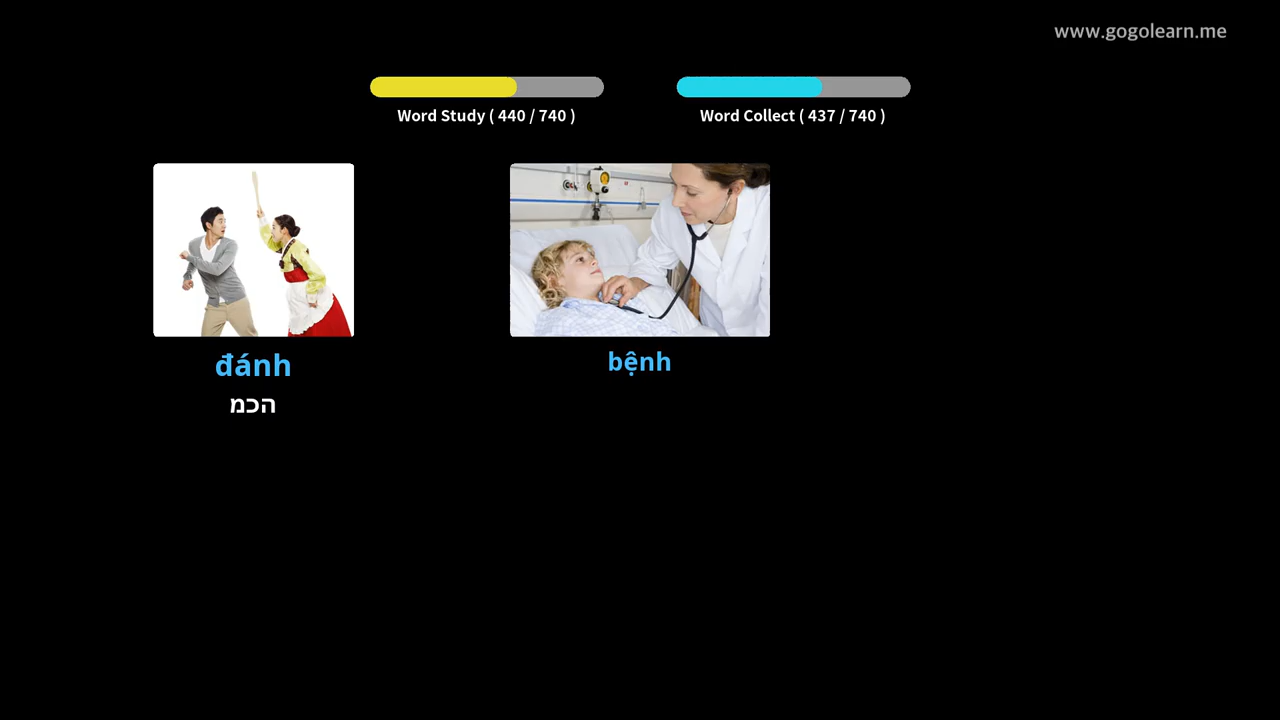 www.gogolearn.me
Word Study ( 440 / 740 )
Word Collect ( 437 / 740 )
đánh
הכמ
bệnh